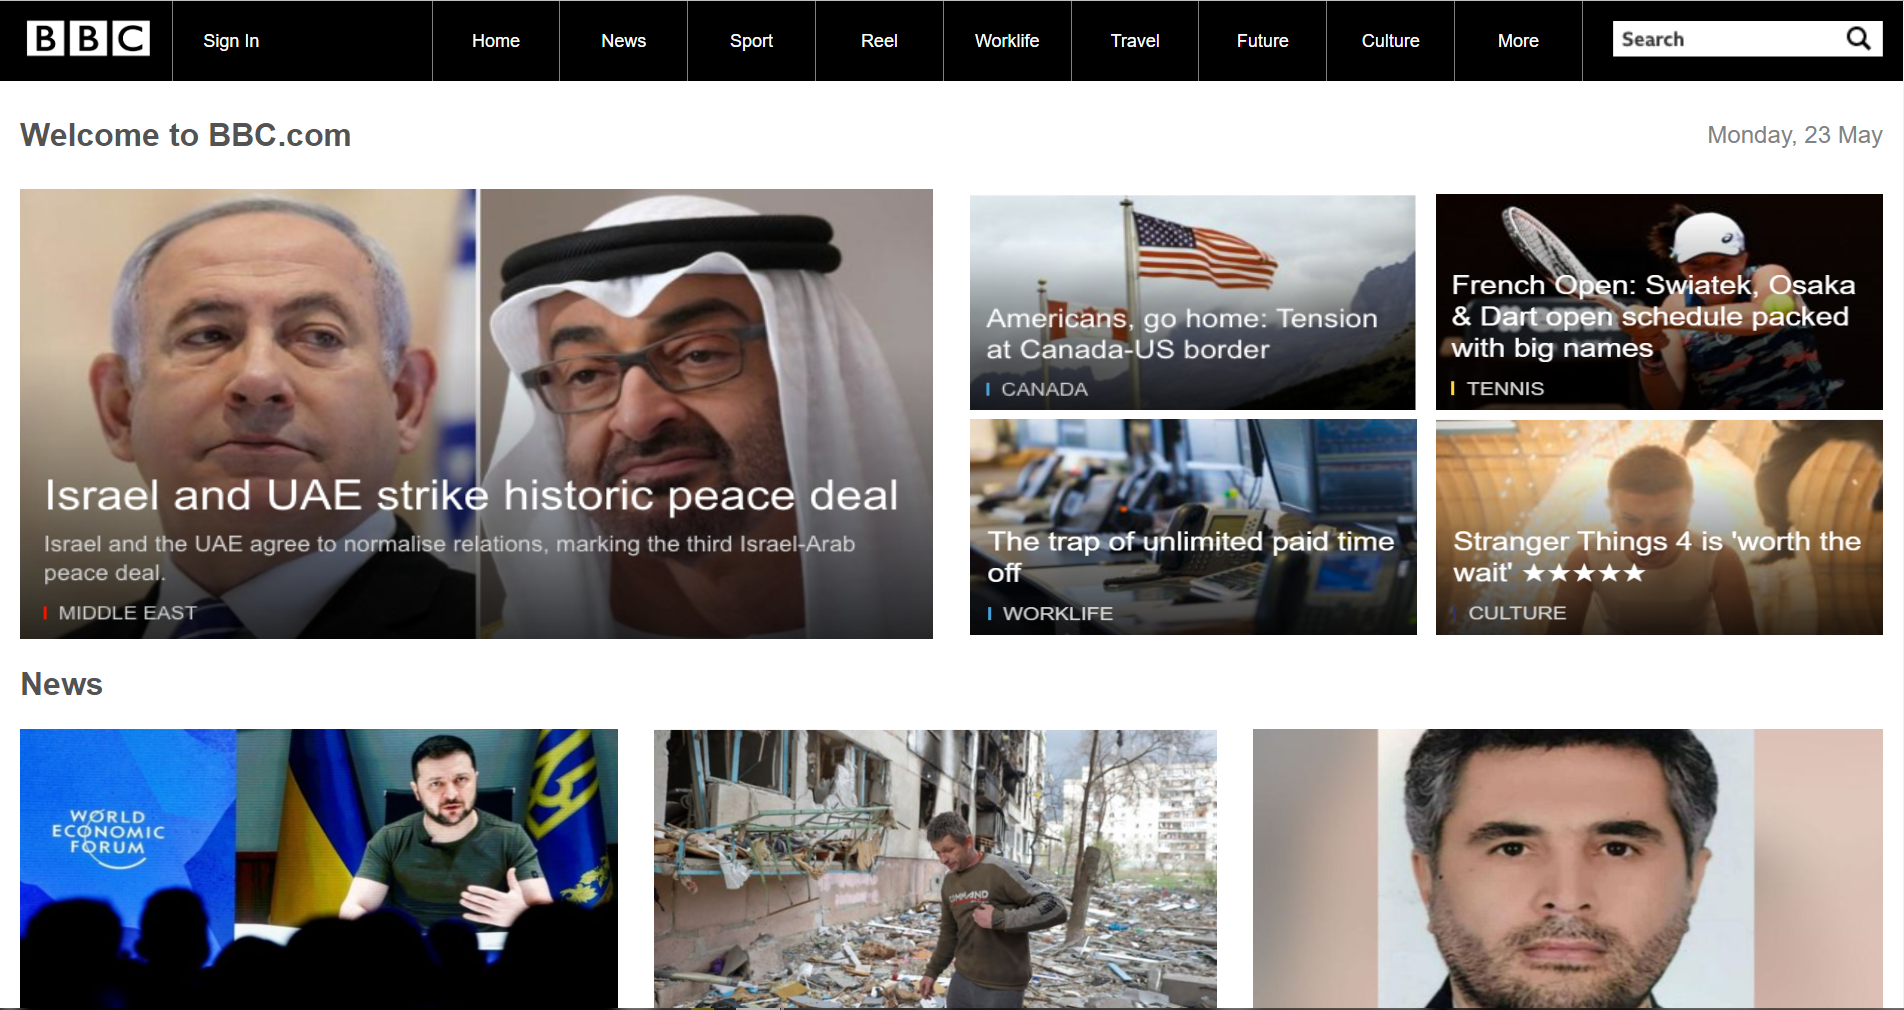 BBC
Sign In
Home
News
Sport
Reel
Worklife
Travel
Future
Culture
More
Search
Welcome to BBC.com
Monday, 23 May
Israel and UAE strike historic peace deal
Israel and the UAE agree to normalise relations, marking the third Israel-Arab
peace deal.
MIDDLE EAST
Americans, go home: Tension
at Canada-US border
CANADA
French Open: Swiatek, Osaka
& Dart open schedule packed
with big names
TENNIS
The trap of unlimited paid time
off
WORKLIFE
Stranger Things 4 is 'worth the
wait' ★★★★★
CULTURE
News
WORLD
ECONOMIC
FORUM
COMMAND